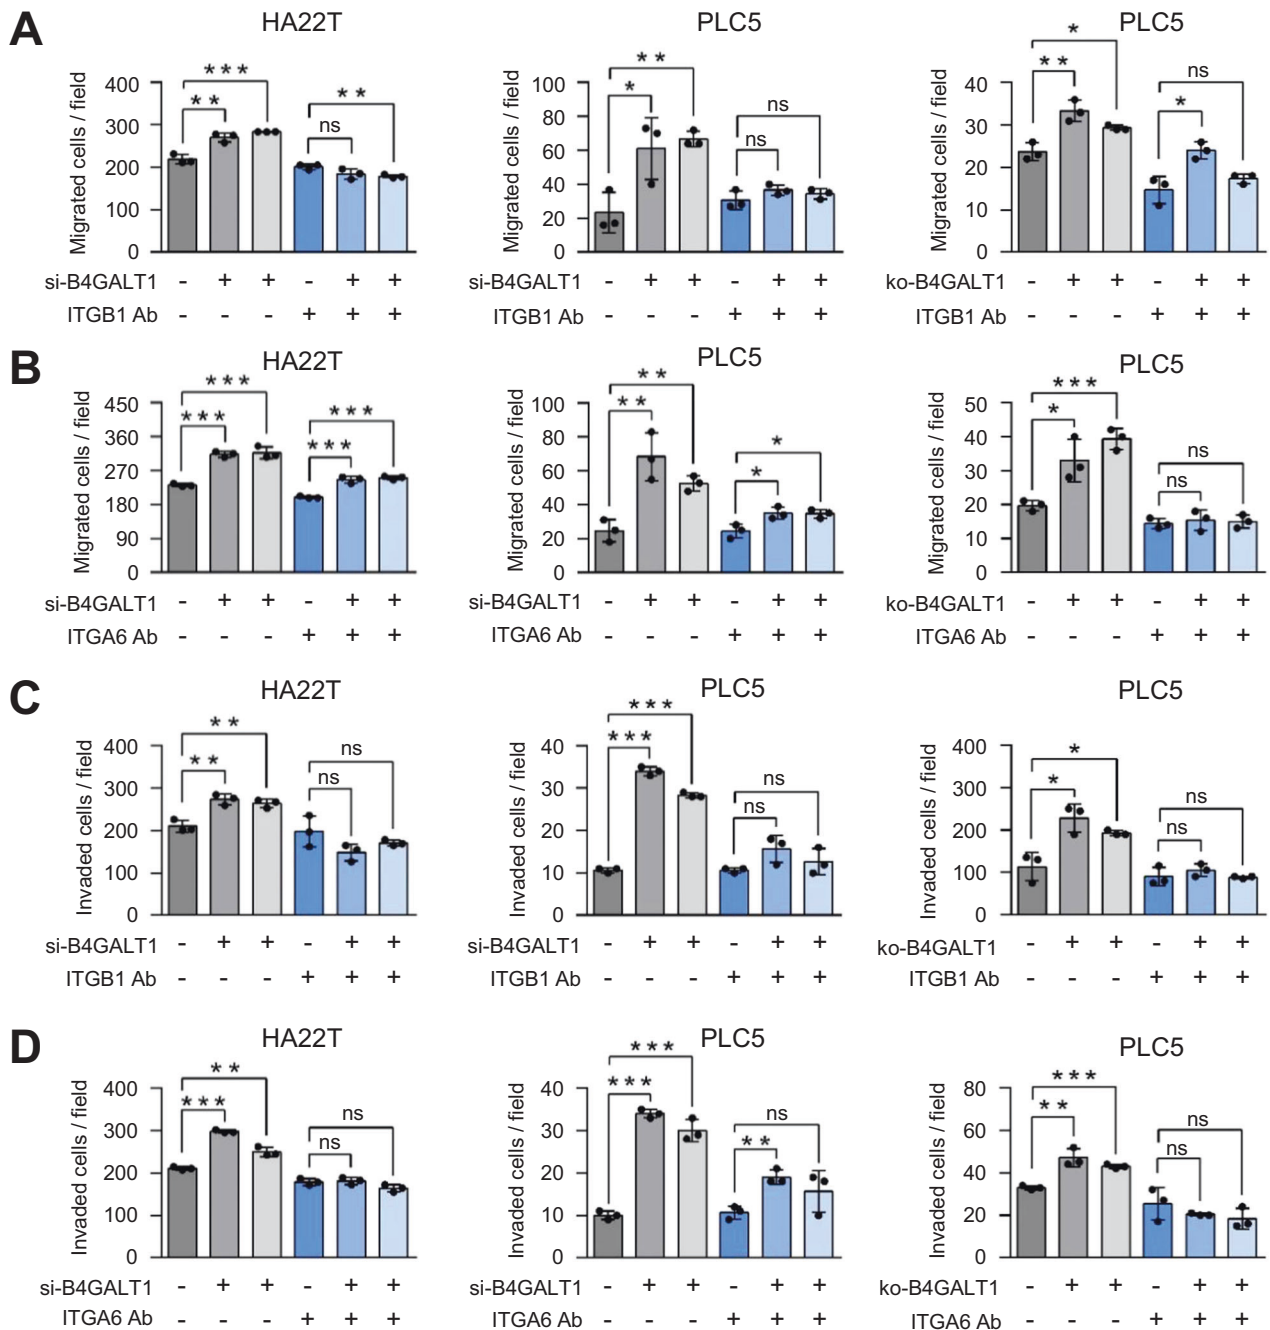 A
HA22T
PLC5
PLC5
Migrated cells / field
400
300
200
100
0
** *** ns **
si-B4GALT1 - + + - + +
ITGB1 Ab - - - + + +
Migrated cells / field
100
80
60
40
20
0
* ** ns ns
si-B4GALT1 - + + - + +
ITGB1 Ab - - - + + +
Migrated cells / field
40
30
20
10
0
** * * ns
ko-B4GALT1 - + + - + +
ITGB1 Ab - - - + + +
B
HA22T
PLC5
PLC5
Migrated cells / field
450
360
270
180
90
0
*** *** *** ***
si-B4GALT1 - + + - + +
ITGA6 Ab - - - + + +
Migrated cells / field
100
80
60
40
20
0
** ** * *
si-B4GALT1 - + + - + +
ITGA6 Ab - - - + + +
Migrated cells / field
50
40
30
20
10
0
* *** ns ns
ko-B4GALT1 - + + - + +
ITGA6 Ab - - - + + +
C
HA22T
PLC5
PLC5
Invaded cells / field
400
300
200
100
0
** ** ns ns
si-B4GALT1 - + + - + +
ITGB1 Ab - - - + + +
Invaded cells / field
40
30
20
10
0
*** *** ns ns
si-B4GALT1 - + + - + +
ITGB1 Ab - - - + + +
Invaded cells / field
400
300
200
100
0
* * ns ns
ko-B4GALT1 - + + - + +
ITGB1 Ab - - - + + +
D
HA22T
PLC5
PLC5
Invaded cells / field
400
300
200
100
0
*** ** ns ns
si-B4GALT1 - + + - + +
ITGA6 Ab - - - + + +
Invaded cells / field
40
30
20
10
0
*** *** ** ns
si-B4GALT1 - + + - + +
ITGA6 Ab - - - + + +
Invaded cells / field
80
60
40
20
0
** *** ns ns
ko-B4GALT1 - + + - + +
ITGA6 Ab - - - + + +